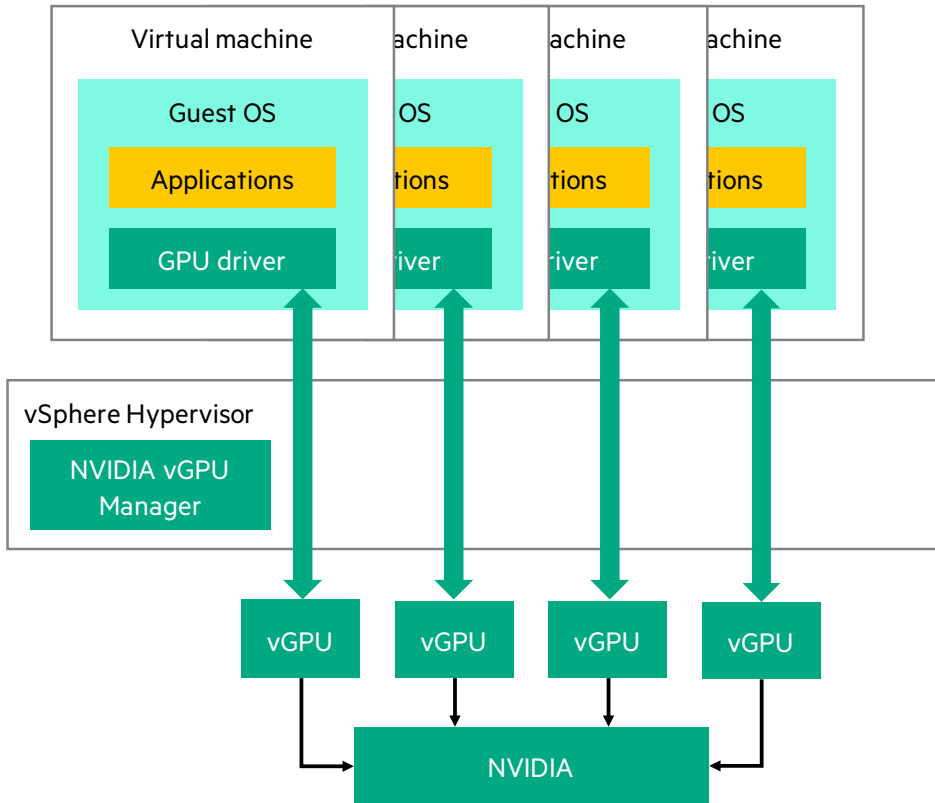 Virtual machine
achine
achine
achine
Guest OS
OS
OS
OS
Applications
tions
tions
tions
GPU driver
river
river
river
vSphere Hypervisor
NVIDIA vGPU
Manager
vGPU
vGPU
vGPU
vGPU
NVIDIA